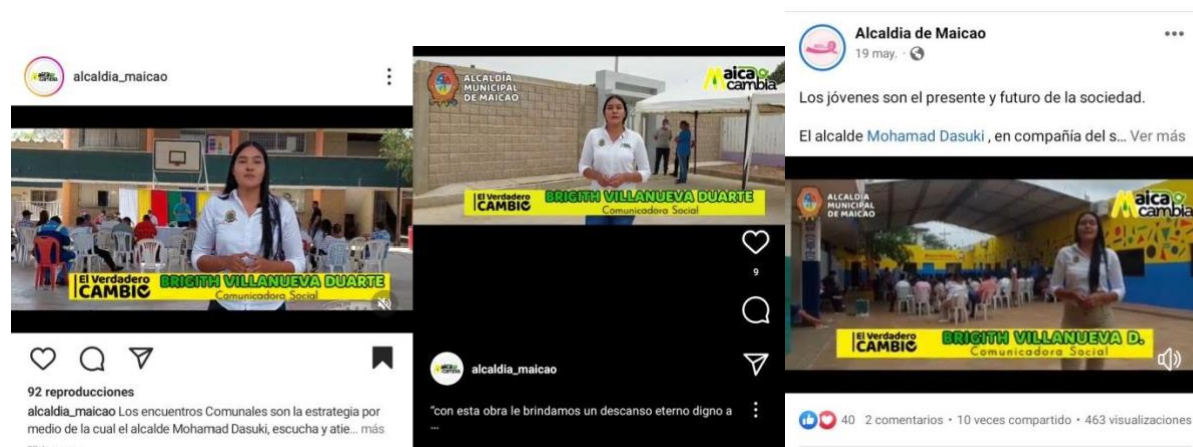 alcaldia_maicao
El Verdadero
CAMBIO
BRIGITH VILLANUEVA DUARTE
Comunicadora Social
92 reproducciones
alcaldia_maicao Los encuentros Comunales son la estrategia por
medio de la cual el alcalde Mohamad Dasuki, escucha y atie... más
ALCALDÍA
MUNICIPAL
DE MAICAO
Maicao
cambia
El Verdadero
CAMBIO
BRIGITH VILLANUEVA DUARTE
Comunicadora Social
9
alcaldia_maicao
"con esta obra le brindamos un descanso eterno digno a
...
Alcaldia de Maicao
19 may. ·
Los jóvenes son el presente y futuro de la sociedad.
El alcalde Mohamad Dasuki , en compañía del s... Ver más
ALCALDÍA
MUNICIPAL
DE MAICAO
Maicao
cambia
El Verdadero
CAMBIO
BRIGITH VILLANUEVA D.
Comunicadora Social
40 2 comentarios • 10 veces compartido • 463 visualizaciones